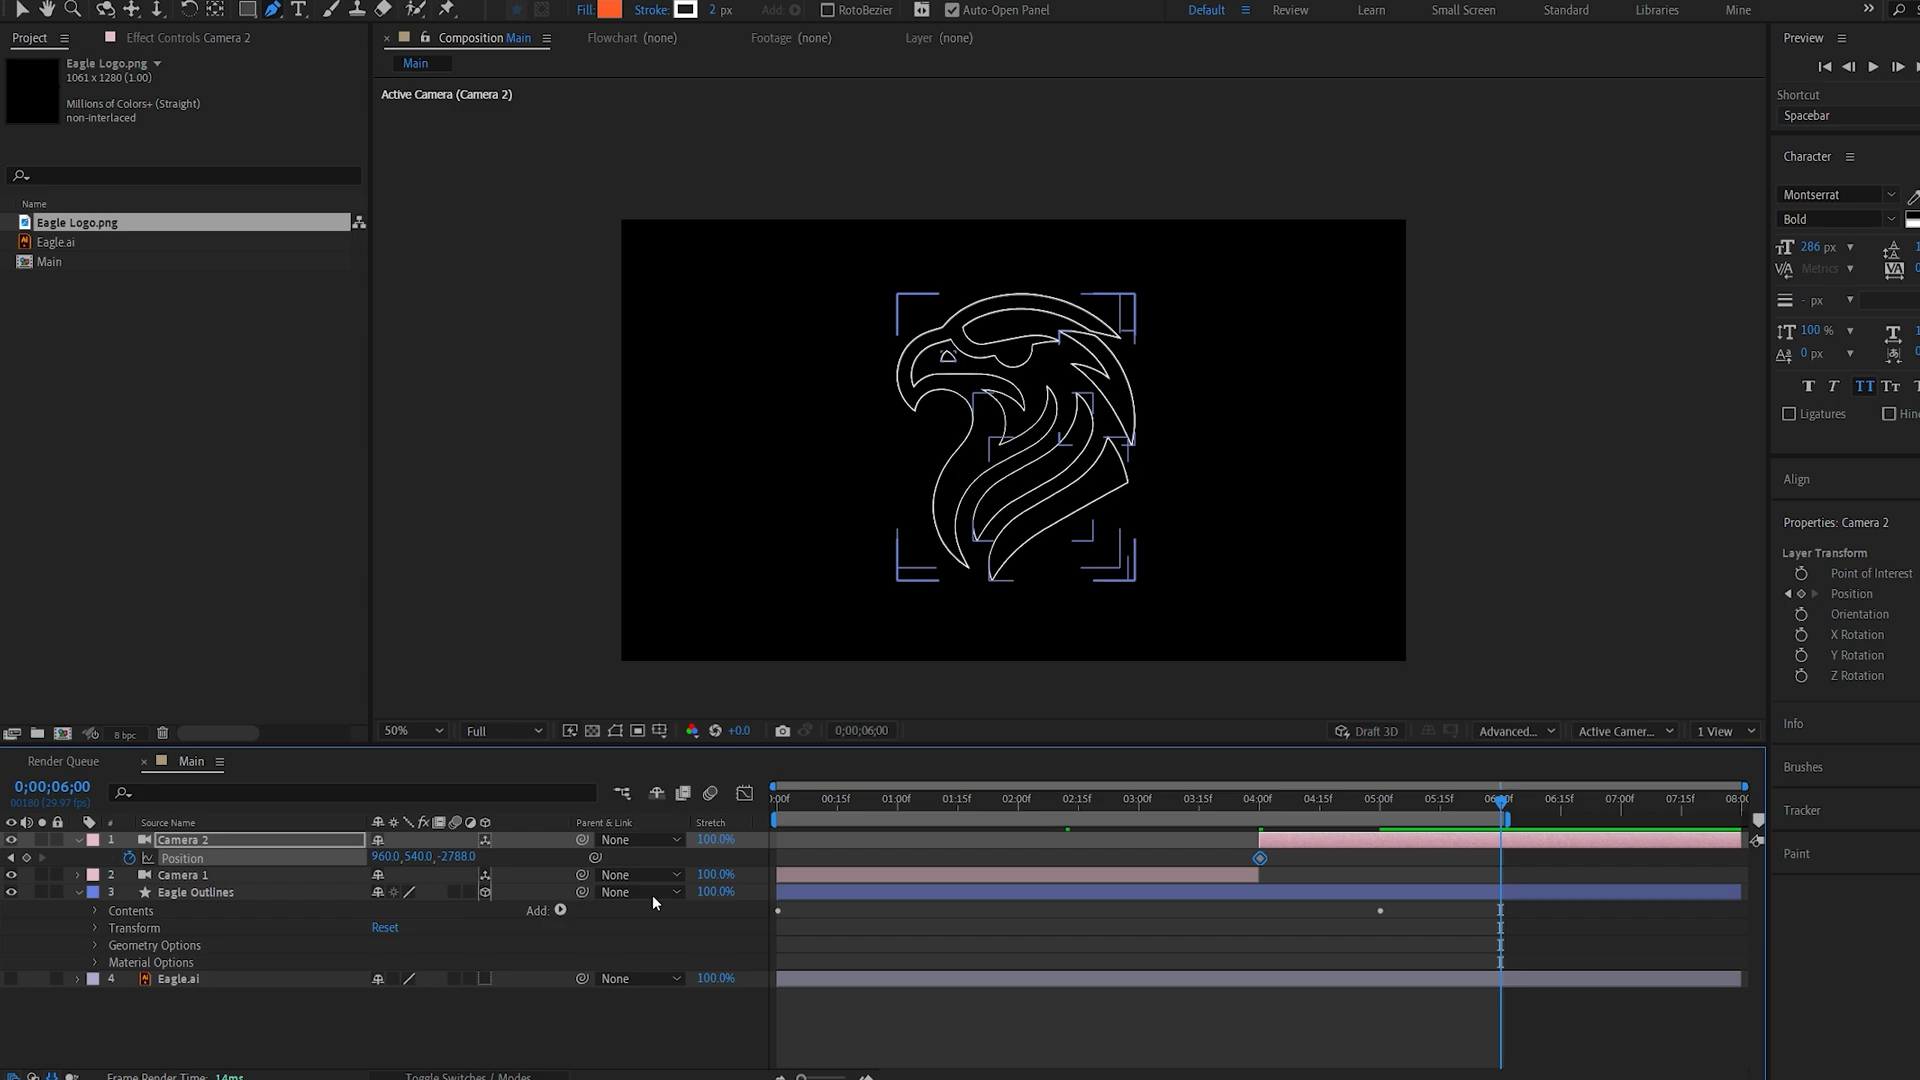 Fill: Stroke: 2 px Add: RotoBezier Auto-Open Panel Default Review Learn Small Screen Standard Libraries Mine
Project Effect Controls Camera 2 Composition Main Flowchart (none) Footage (none) Layer (none) Preview
Eagle Logo.png
1061 x 1280 (1.00)
Millions of Colors+ (Straight)
non-interlaced
Main
Active Camera (Camera 2)
Shortcut
Spacebar
Character
Montserrat
Bold
286 px
Metrics
- px
100 %
0 px
Ligatures
Align
Properties: Camera 2
Layer Transform
Point of Interest
Position
Orientation
X Rotation
Y Rotation
Z Rotation
Info
Brushes
Tracker
Paint
Name
Eagle Logo.png
Eagle.ai
Main
8 bpc 50% Full +0.0 0;00;06;00 Draft 3D Advanced... Active Camer... 1 View
Render Queue Main
0;00;06;00
00180 (29.97 fps)
:00f 00:15f 01:00f 01:15f 02:00f 02:15f 03:00f 03:15f 04:00f 04:15f 05:00f 05:15f 06:00f 06:15f 07:00f 07:15f 08:00
# Source Name Parent & Link Stretch
1 Camera 2 None 100.0%
Position 960.0,540.0,-2788.0
2 Camera 1 None 100.0%
3 Eagle Outlines None 100.0%
Contents Add:
Transform Reset
Geometry Options
Material Options
4 Eagle.ai None 100.0%
Frame Render Time: 14ms Toggle Switches / Modes